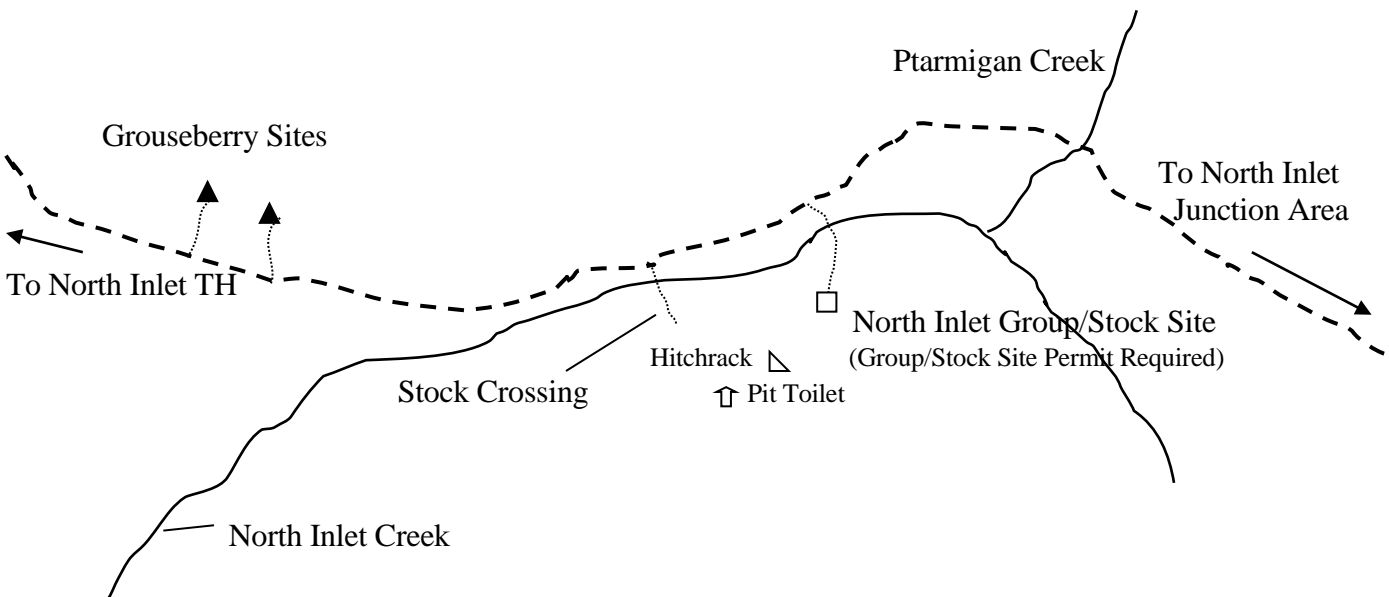 Ptarmigan Creek
Grouseberry Sites
To North Inlet
Junction Area
To North Inlet TH
North Inlet Group/Stock Site
(Group/Stock Site Permit Required)
Hitchrack
Stock Crossing
Pit Toilet
North Inlet Creek